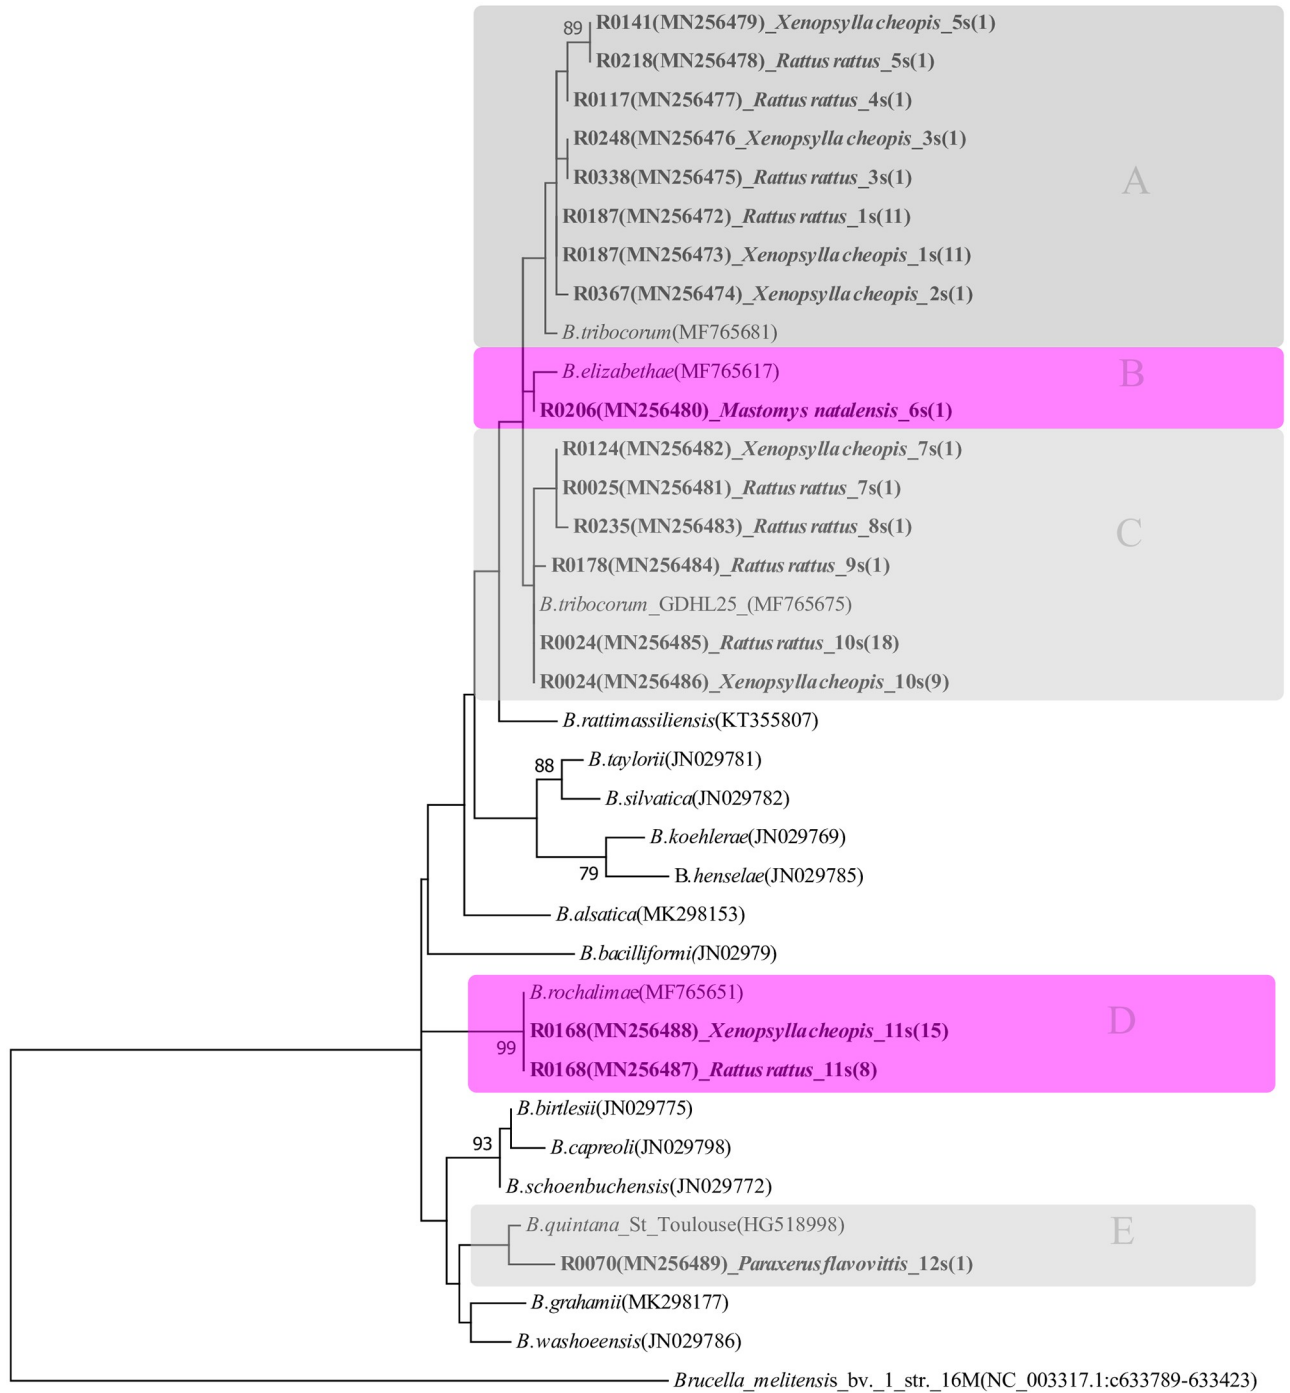 89
R0141(MN256479)_Xenopsylla cheopis_5s(1)
R0218(MN256478)_Rattus rattus_5s(1)
R0117(MN256477)_Rattus rattus_4s(1)
R0248(MN256476_Xenopsylla cheopis_3s(1)
A
R0338(MN256475)_Rattus rattus_3s(1)
R0187(MN256472)_Rattus rattus_1s(11)
R0187(MN256473)_Xenopsylla cheopis_1s(11)
R0367(MN256474)_Xenopsylla cheopis_2s(1)
B.tribocorum(MF765681)
B.elizabethae(MF765617)
B
R0206(MN256480)_Mastomys natalensis_6s(1)
R0124(MN256482)_Xenopsylla cheopis_7s(1)
R0025(MN256481)_Rattus rattus_7s(1)
R0235(MN256483)_Rattus rattus_8s(1)
C
R0178(MN256484)_Rattus rattus_9s(1)
B.tribocorum_GDHL25_(MF765675)
R0024(MN256485)_Rattus rattus_10s(18)
R0024(MN256486)_Xenopsylla cheopis_10s(9)
B.rattimassiliensis(KT355807)
88
B.taylorii(JN029781)
B.silvatica(JN029782)
B.koehlerae(JN029769)
79
B.henselae(JN029785)
B.alsatica(MK298153)
B.bacilliformi(JN02979)
B.rochalimae(MF765651)
D
R0168(MN256488)_Xenopsylla cheopis_11s(15)
99
R0168(MN256487)_Rattus rattus_11s(8)
B.birtlesii(JN029775)
93
B.capreoli(JN029798)
B.schoenbuchensis(JN029772)
B.quintana_St_Toulouse(HG518998)
E
R0070(MN256489)_Paraxerus flavovittis_12s(1)
B.grahamii(MK298177)
B.washoeensis(JN029786)
Brucella_melitensis_bv._1_str._16M(NC_003317.1:c633789-633423)